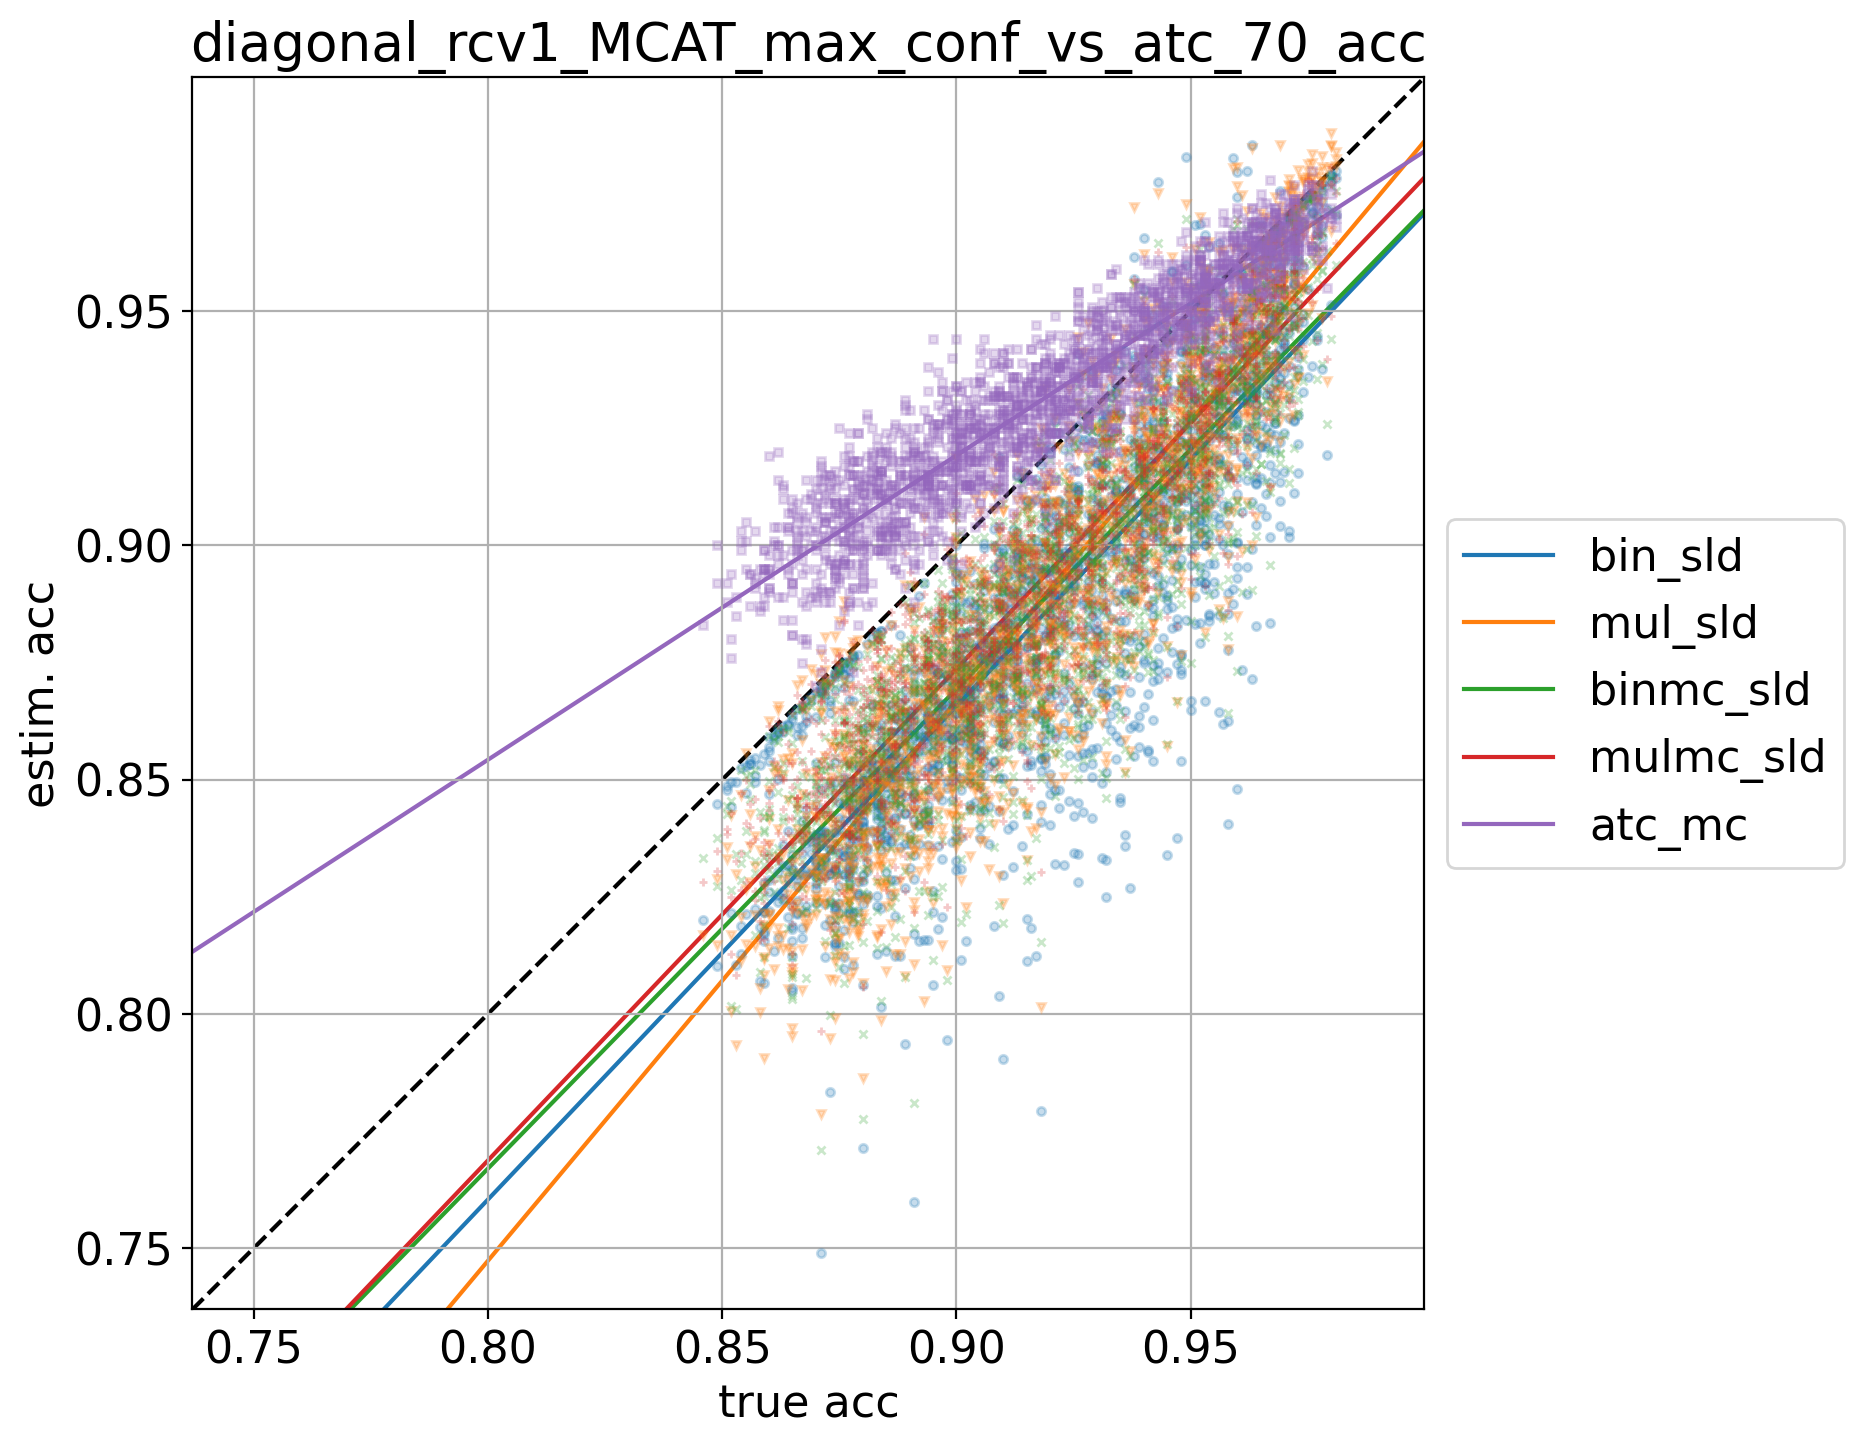 diagonal_rcv1_MCAT_max_conf_vs_atc_70_acc
estim. acc
0.95
0.90
0.85
0.80
0.75
0.75 0.80 0.85 0.90 0.95
true acc
bin_sld
mul_sld
binmc_sld
mulmc_sld
atc_mc